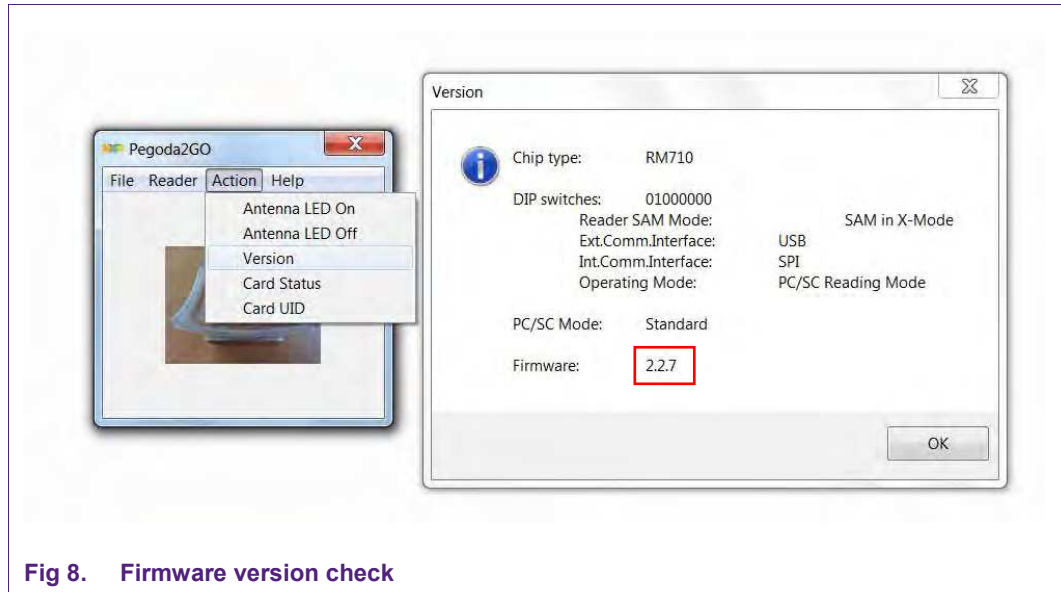 Pegoda2GO
File Reader Action Help
Antenna LED On
Antenna LED Off
Version
Card Status
Card UID
Version
Chip type: RM710
DIP switches: 01000000
Reader SAM Mode: SAM in X-Mode
Ext.Comm.Interface: USB
Int.Comm.Interface: SPI
Operating Mode: PC/SC Reading Mode
PC/SC Mode: Standard
Firmware: 2.2.7
OK
Fig 8. Firmware version check